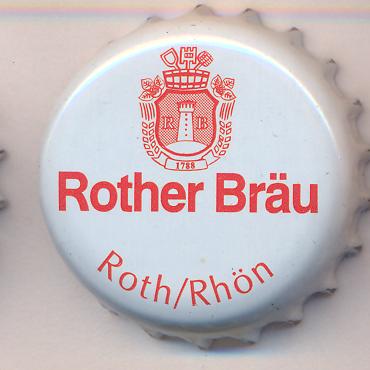 R B
1788
Rother Bräu
Roth/Rhön